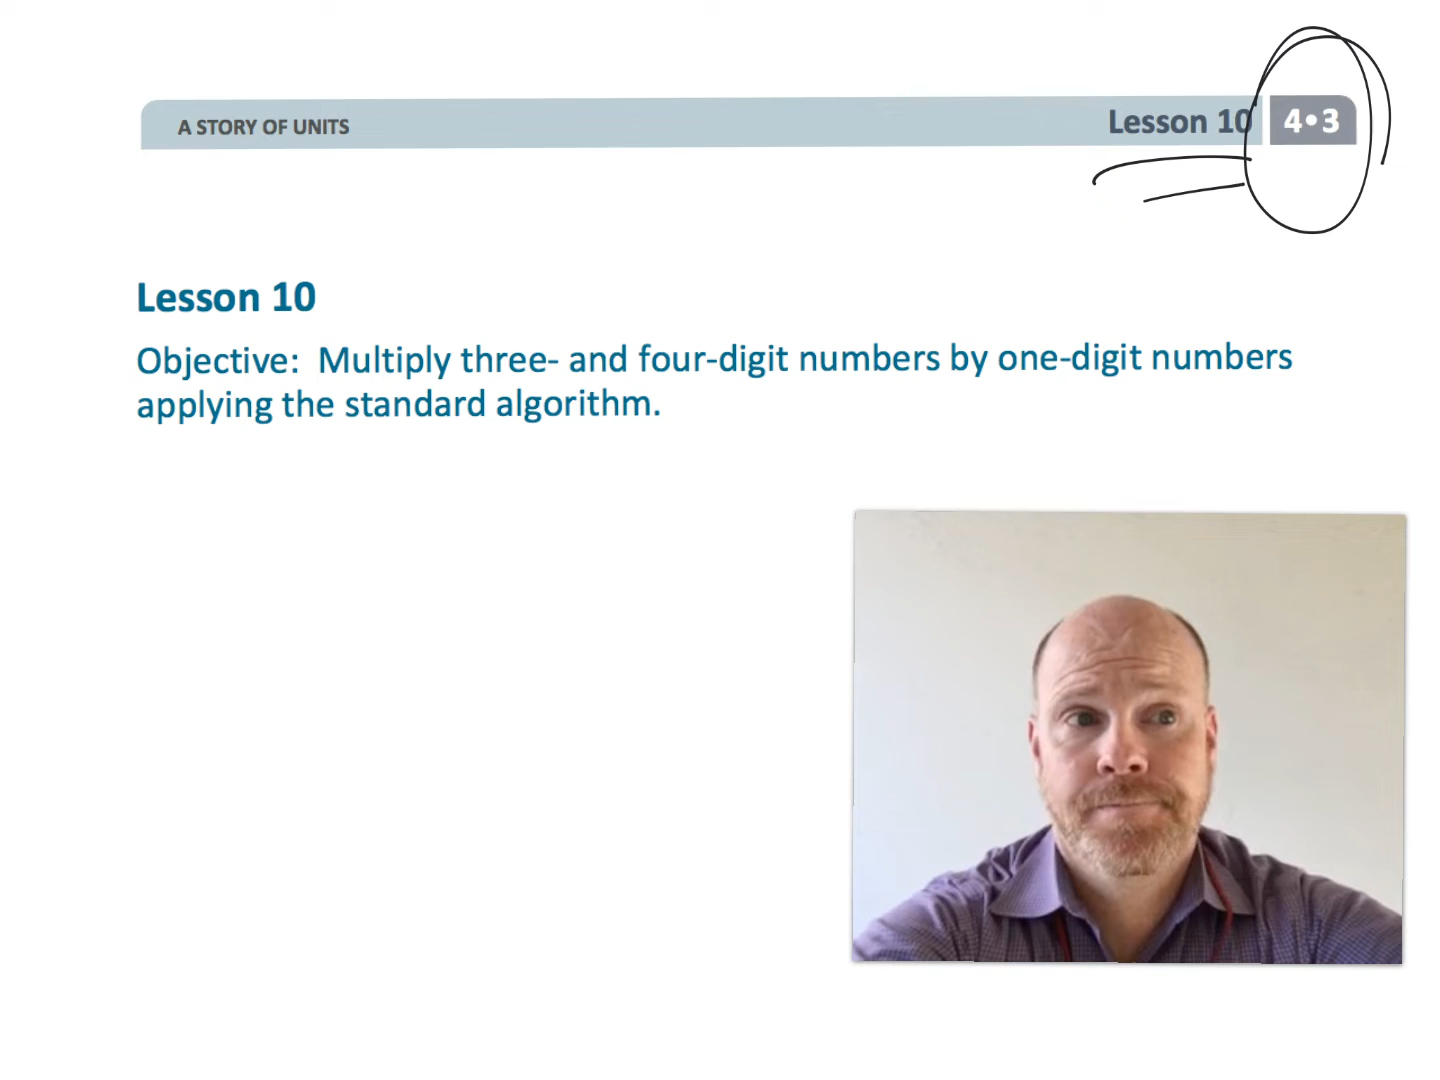 A STORY OF UNITS
Lesson 10
4•3
Lesson 10
Objective: Multiply three- and four-digit numbers by one-digit numbers
applying the standard algorithm.